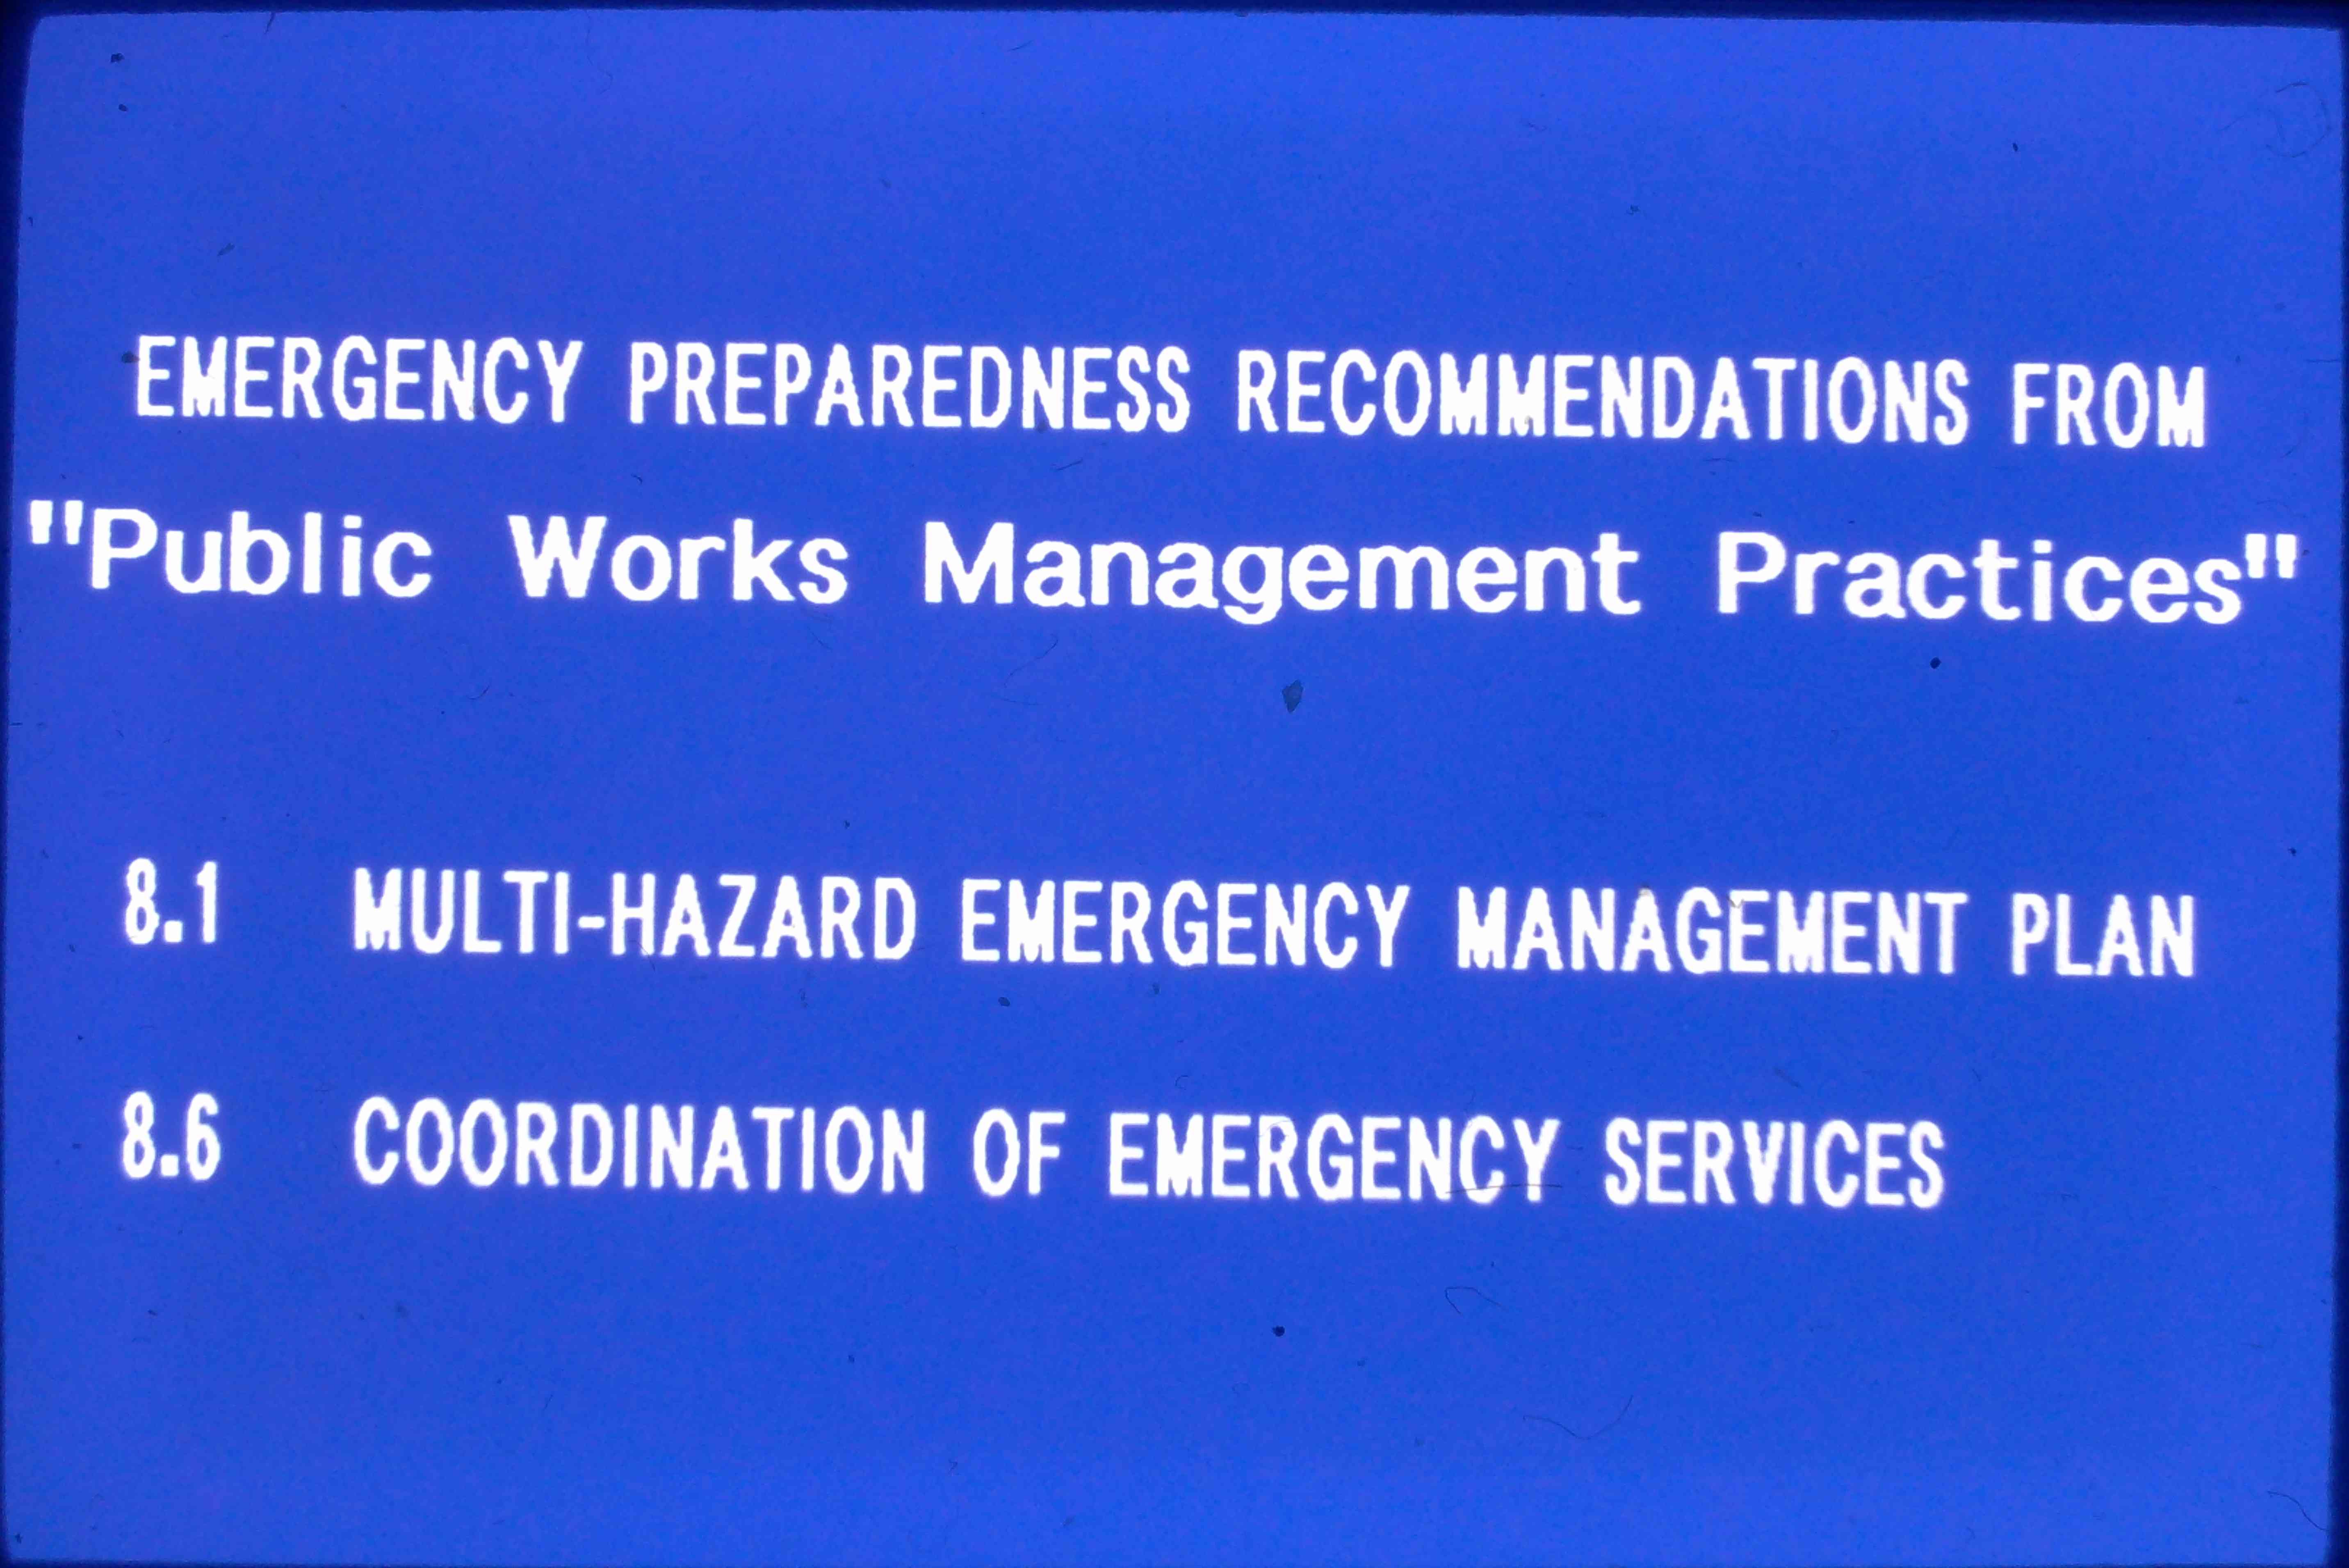 EMERGENCY PREPAREDNESS RECOMMENDATIONS FROM
"Public Works Management Practices"
8.1 MULTI-HAZARD EMERGENCY MANAGEMENT PLAN
8.6 COORDINATION OF EMERGENCY SERVICES